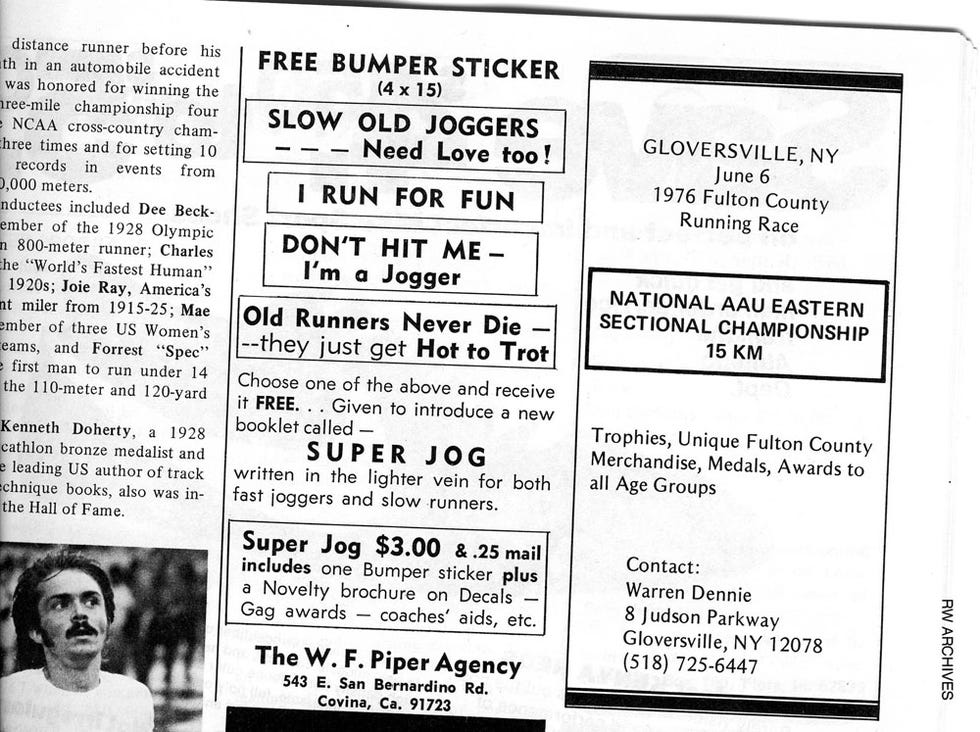 distance runner before his
th in an automobile accident
was honored for winning the
hree-mile championship four
NCAA cross-country cham-
three times and for setting 10
records in events from
0,000 meters.
nductees included Dee Beck-
ember of the 1928 Olympic
n 800-meter runner; Charles
the "World's Fastest Human"
1920s; Joie Ray, America's
nt miler from 1915-25; Mae
ember of three US Women's
eams, and Forrest "Spec"
first man to run under 14
the 110-meter and 120-yard
Kenneth Doherty, a 1928
cathlon bronze medalist and
e leading US author of track
echnique books, also was in-
the Hall of Fame.
FREE BUMPER STICKER
(4 x 15)
SLOW OLD JOGGERS
– – – Need Love too!
I RUN FOR FUN
DON'T HIT ME –
I'm a Jogger
Old Runners Never Die –
--they just get Hot to Trot
Choose one of the above and receive
it FREE. . . Given to introduce a new
booklet called –
SUPER JOG
written in the lighter vein for both
fast joggers and slow runners.
Super Jog $3.00 & .25 mail
includes one Bumper sticker plus
a Novelty brochure on Decals –
Gag awards – coaches' aids, etc.
The W. F. Piper Agency
543 E. San Bernardino Rd.
Covina, Ca. 91723
GLOVERSVILLE, NY
June 6
1976 Fulton County
Running Race
NATIONAL AAU EASTERN
SECTIONAL CHAMPIONSHIP
15 KM
Trophies, Unique Fulton County
Merchandise, Medals, Awards to
all Age Groups
Contact:
Warren Dennie
8 Judson Parkway
Gloversville, NY 12078
(518) 725-6447
RW ARCHIVES